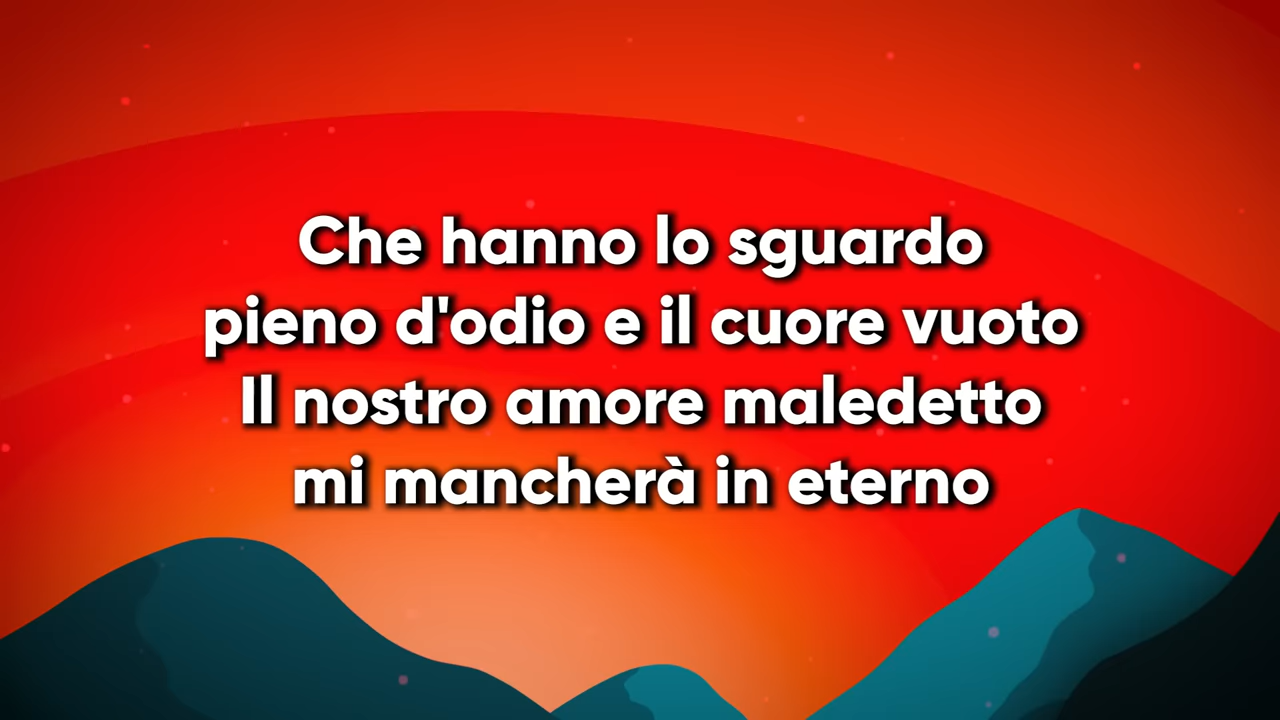 Che hanno lo sguardo
pieno d'odio e il cuore vuoto
Il nostro amore maledetto
mi mancherà in eterno